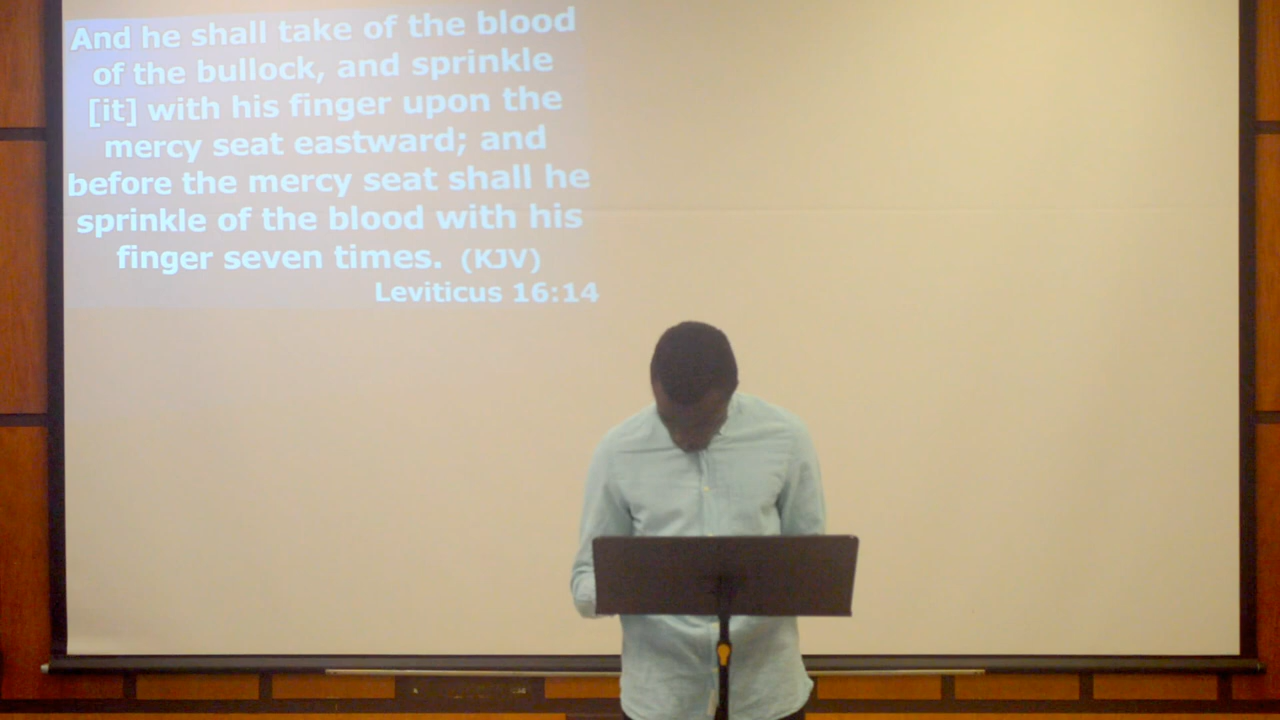 And he shall take of the blood
of the bullock, and sprinkle
[it] with his finger upon the
mercy seat eastward; and
before the mercy seat shall he
sprinkle of the blood with his
finger seven times. (KJV)
Leviticus 16:14